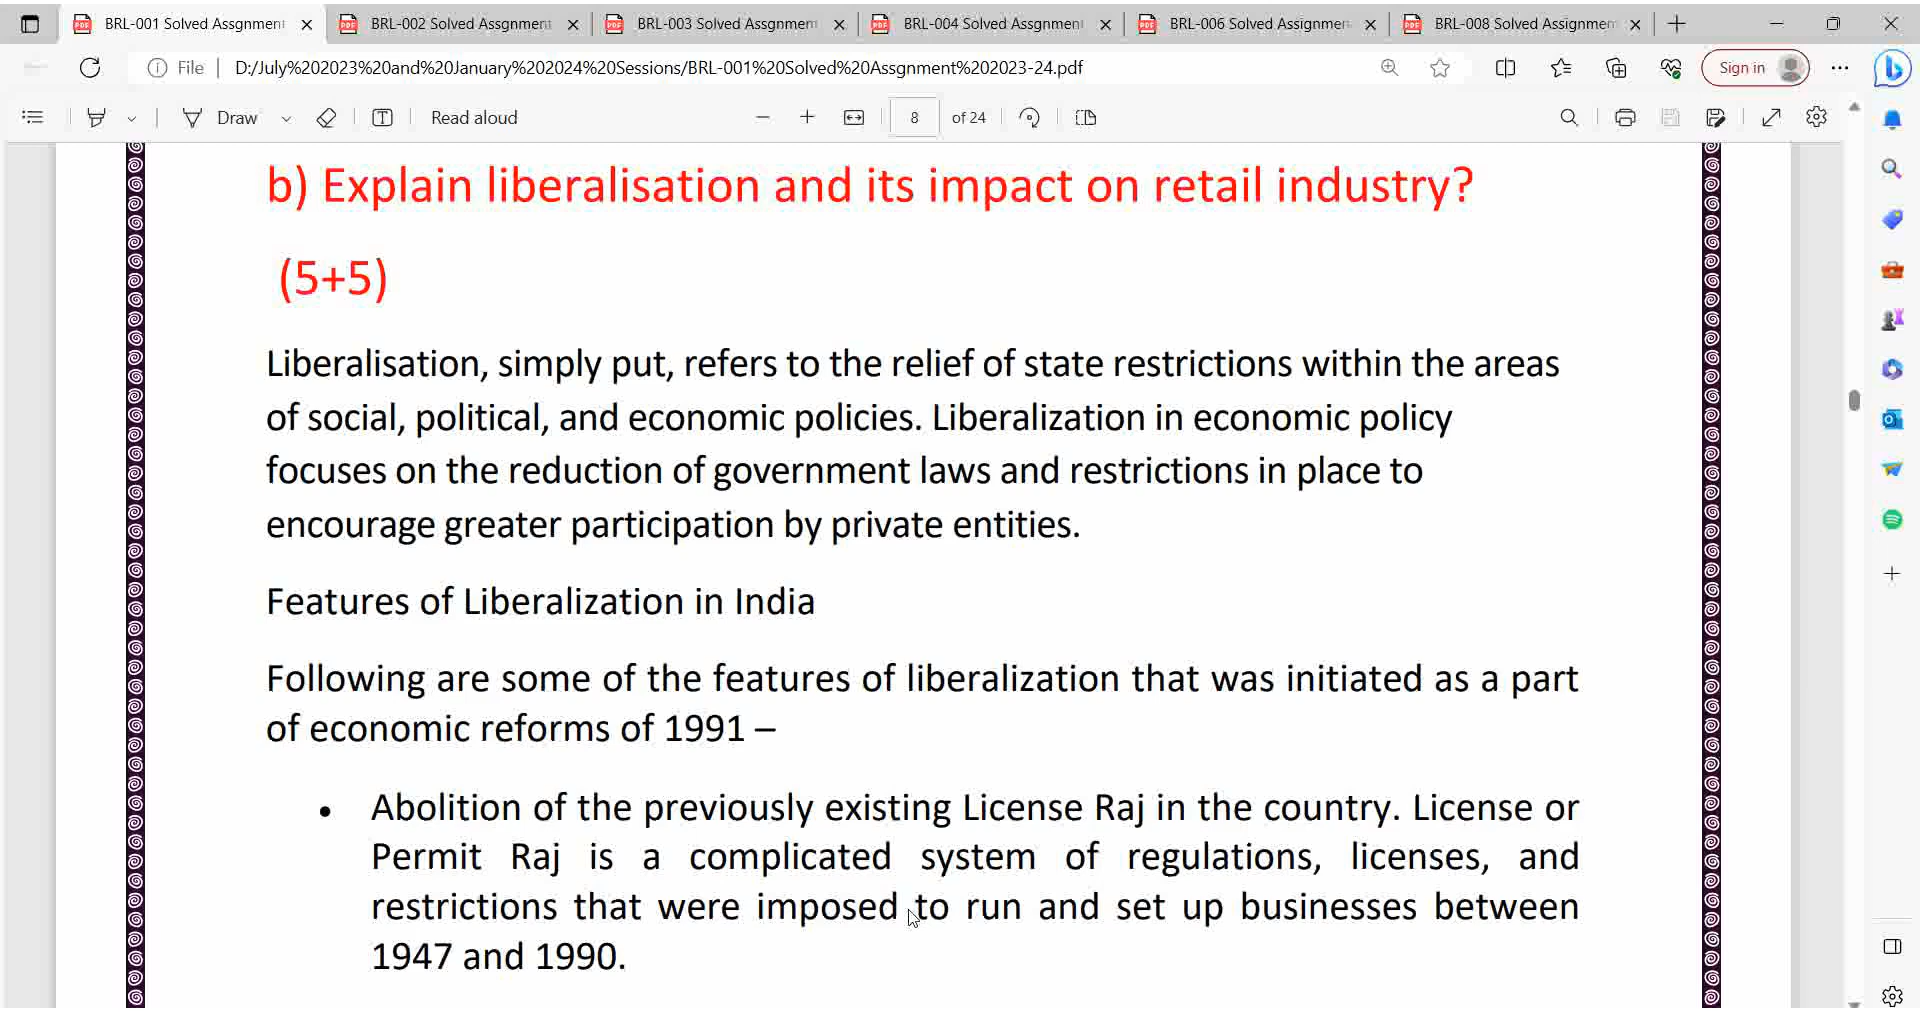 BRL-001 Solved Assgnment
BRL-002 Solved Assgnment
BRL-003 Solved Assgnment
BRL-004 Solved Assgnment
BRL-006 Solved Assignmen
BRL-008 Solved Assignmen
File
D:/July%202023%20and%20January%202024%20Sessions/BRL-001%20Solved%20Assgnment%202023-24.pdf
Sign in
Draw
Read aloud
8
of 24
b) Explain liberalisation and its impact on retail industry?
(5+5)
Liberalisation, simply put, refers to the relief of state restrictions within the areas
of social, political, and economic policies. Liberalization in economic policy
focuses on the reduction of government laws and restrictions in place to
encourage greater participation by private entities.
Features of Liberalization in India
Following are some of the features of liberalization that was initiated as a part
of economic reforms of 1991 –
• Abolition of the previously existing License Raj in the country. License or
Permit Raj is a complicated system of regulations, licenses, and
restrictions that were imposed to run and set up businesses between
1947 and 1990.